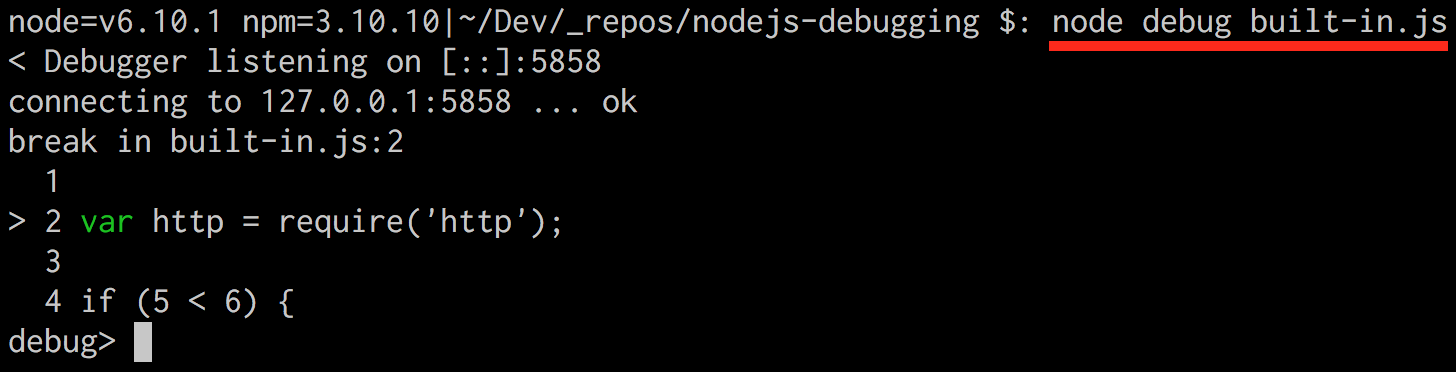 node=v6.10.1 npm=3.10.10|~/Dev/_repos/nodejs-debugging $: node debug built-in.js
< Debugger listening on [::]:5858
connecting to 127.0.0.1:5858 ... ok
break in built-in.js:2
  1
> 2 var http = require('http');
  3
  4 if (5 < 6) {
debug>